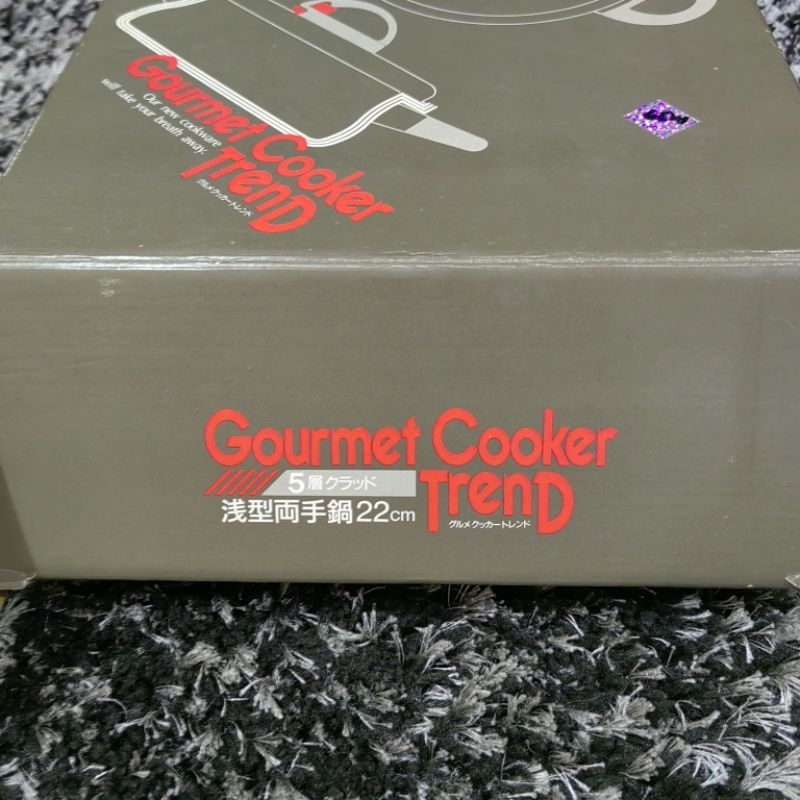 Gourmet Cooker
TrenD
グルメクッカートレンド
Our new cookware
will take your breath away.
Gourmet Cooker
TrenD
5層クラッド
浅型両手鍋22cm
グルメクッカートレンド